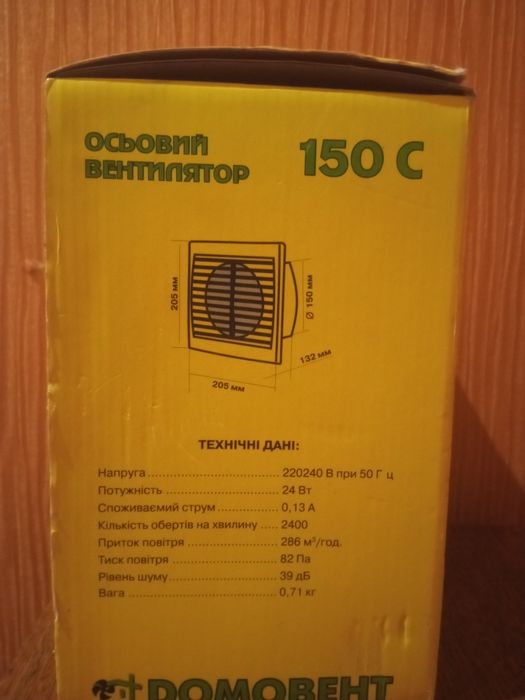 ОСЬОВИЙ
ВЕНТИЛЯТОР
150 С
205 мм
Ø 150 мм
132 мм
205 мм
ТЕХНІЧНІ ДАНІ:
Напруга 220240 В при 50 Г ц
Потужність 24 Вт
Споживаємий струм 0,13 А
Кількість обертів на хвилину 2400
Приток повітря 286 м³/год.
Тиск повітря 82 Па
Рівень шуму 39 дБ
Вага 0,71 кг
ДОМОВЕНТ